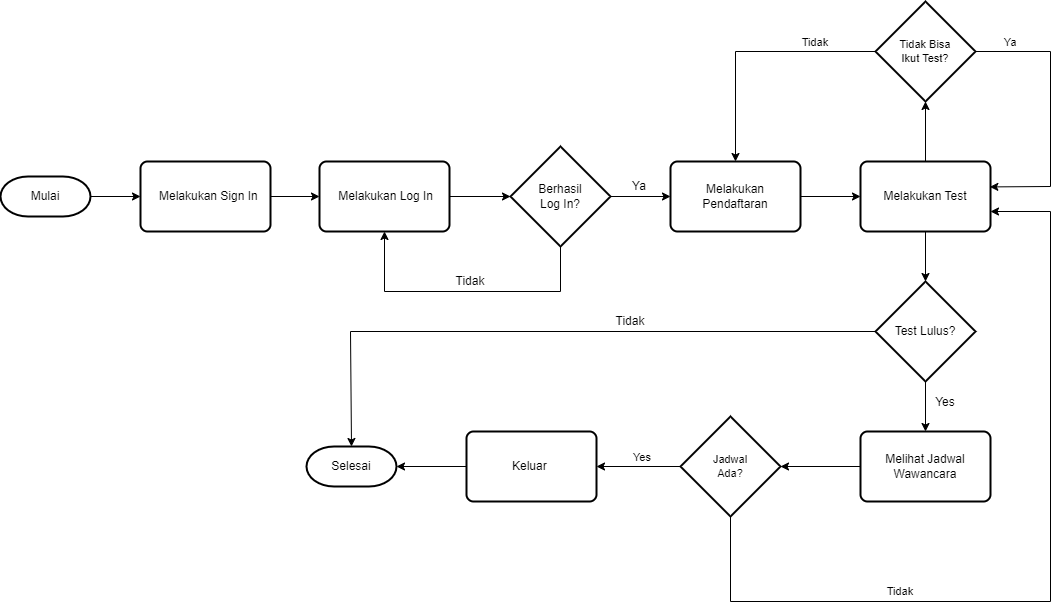 Mulai
Melakukan Sign In
Melakukan Log In
Berhasil
Log In?
Ya
Tidak
Melakukan
Pendaftaran
Melakukan Test
Tidak Bisa
Ikut Test?
Tidak
Ya
Test Lulus?
Tidak
Yes
Melihat Jadwal
Wawancara
Jadwal
Ada?
Yes
Tidak
Keluar
Selesai